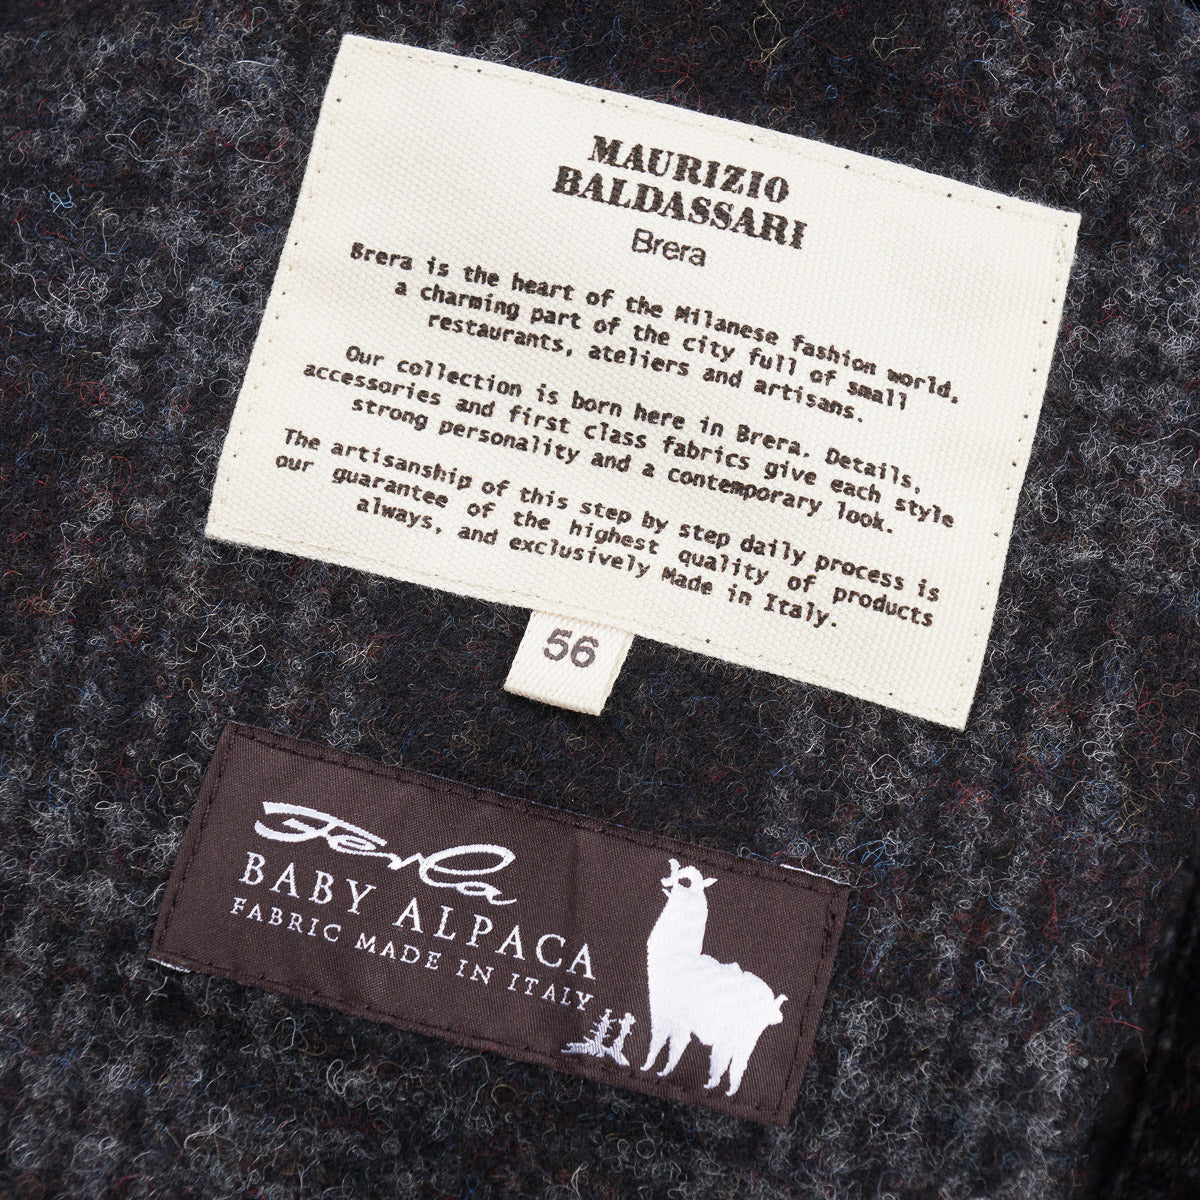 MAURIZIO
BALDASSARI
Brera
Brera is the heart of the Milanese fashion world,
a charming part of the city full of small
restaurants, ateliers and artisans.
Our collection is born here in Brera. Details,
accessories and first class fabrics give each style
strong personality and a contemporary look.
The artisanship of this step by step daily process is
our guarantee of the highest quality of products
always, and exclusively Made in Italy.
56
Ferla
BABY ALPACA
FABRIC MADE IN ITALY